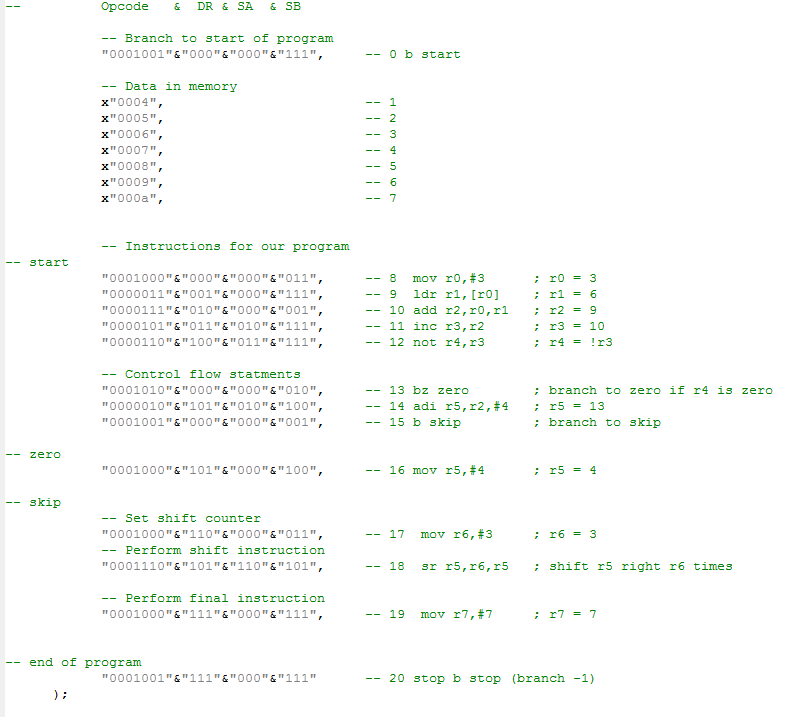 --          Opcode   &  DR & SA  & SB
            -- Branch to start of program
            "0001001"&"000"&"000"&"111",     -- 0 b start
            -- Data in memory
            x"0004",                         -- 1
            x"0005",                         -- 2
            x"0006",                         -- 3
            x"0007",                         -- 4
            x"0008",                         -- 5
            x"0009",                         -- 6
            x"000a",                         -- 7
            -- Instructions for our program
-- start
            "0001000"&"000"&"000"&"011",     -- 8  mov r0,#3      ; r0 = 3
            "0000011"&"001"&"000"&"111",     -- 9  ldr r1,[r0]    ; r1 = 6
            "0000111"&"010"&"000"&"001",     -- 10 add r2,r0,r1   ; r2 = 9
            "0000101"&"011"&"010"&"111",     -- 11 inc r3,r2      ; r3 = 10
            "0000110"&"100"&"011"&"111",     -- 12 not r4,r3      ; r4 = !r3
            -- Control flow statments
            "0001010"&"000"&"000"&"010",     -- 13 bz zero        ; branch to zero if r4 is zero
            "0000010"&"101"&"010"&"100",     -- 14 adi r5,r2,#4   ; r5 = 13
            "0001001"&"000"&"000"&"001",     -- 15 b skip         ; branch to skip
-- zero
            "0001000"&"101"&"000"&"100",     -- 16 mov r5,#4      ; r5 = 4
-- skip
            -- Set shift counter
            "0001000"&"110"&"000"&"011",     -- 17  mov r6,#3     ; r6 = 3
            -- Perform shift instruction
            "0001110"&"101"&"110"&"101",     -- 18  sr r5,r6,r5   ; shift r5 right r6 times
            -- Perform final instruction
            "0001000"&"111"&"000"&"111",     -- 19  mov r7,#7     ; r7 = 7
-- end of program
            "0001001"&"111"&"000"&"111"      -- 20 stop b stop (branch -1)
      );